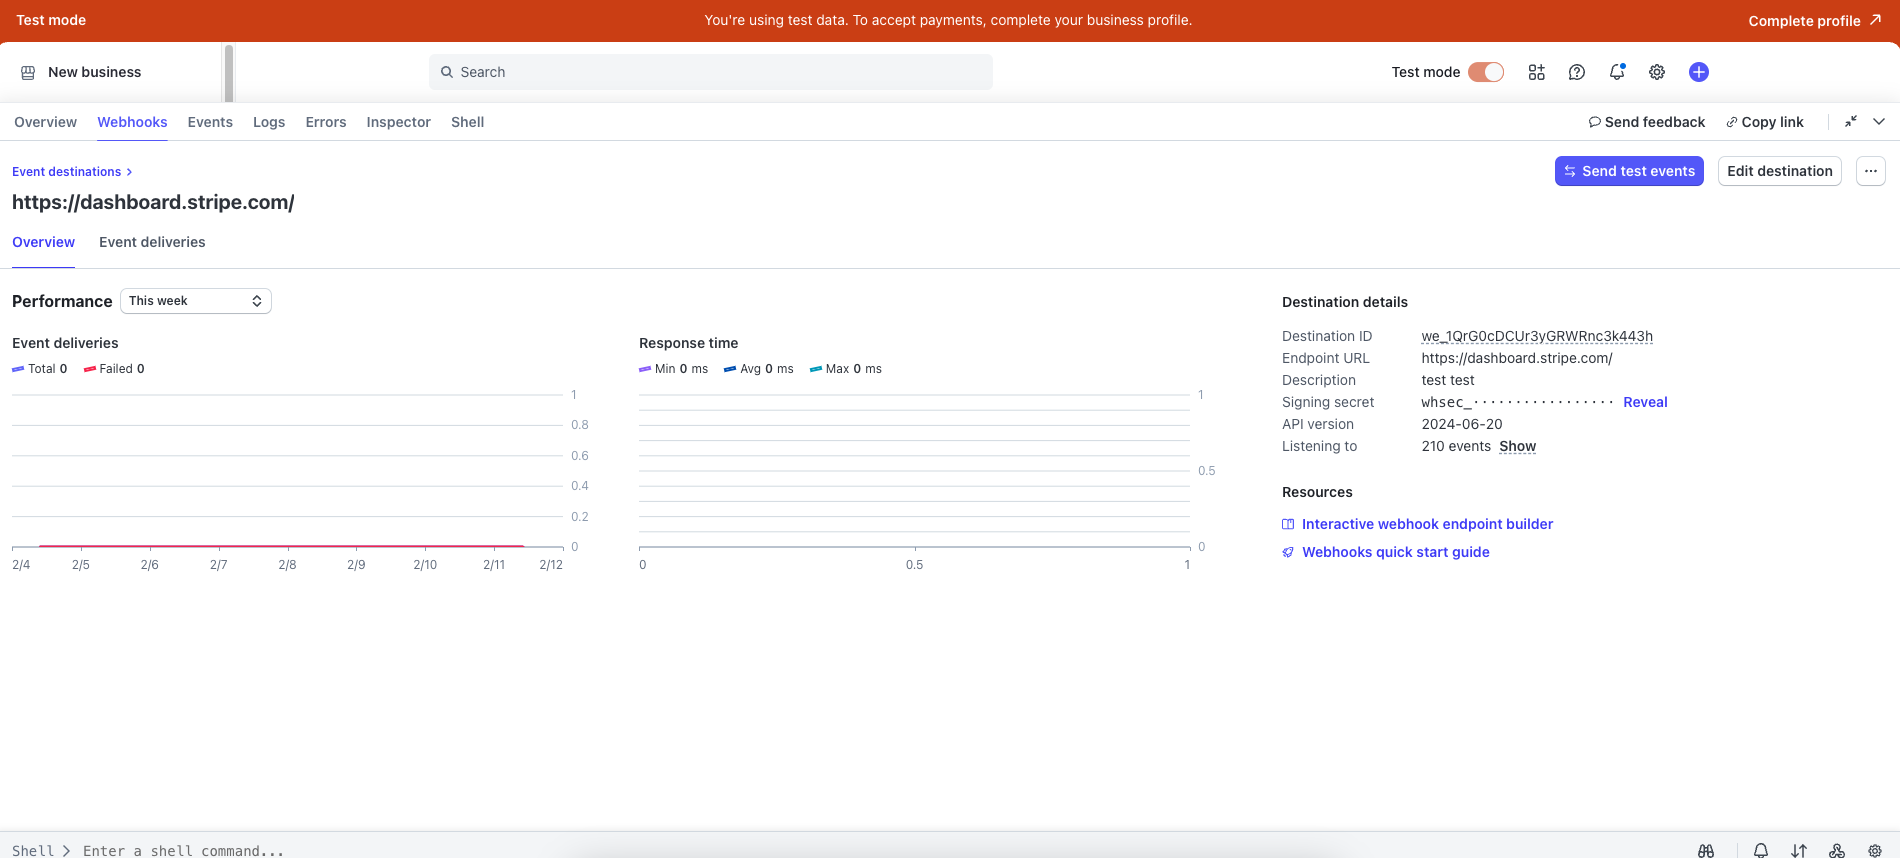 Test mode
You're using test data. To accept payments, complete your business profile.
Complete profile
New business
Search
Test mode
Overview Webhooks Events Logs Errors Inspector Shell
Send feedback Copy link
Event destinations
Send test events Edit destination
https://dashboard.stripe.com/
Overview Event deliveries
Performance This week
Event deliveries
Total 0 Failed 0
1
0.8
0.6
0.4
0.2
0
2/4 2/5 2/6 2/7 2/8 2/9 2/10 2/11 2/12
Response time
Min 0 ms Avg 0 ms Max 0 ms
1
0.5
0
0 0.5 1
Destination details
Destination ID we_1QrG0cDCUr3yGRWRnc3k443h
Endpoint URL https://dashboard.stripe.com/
Description test test
Signing secret whsec_················· Reveal
API version 2024-06-20
Listening to 210 events Show
Resources
Interactive webhook endpoint builder
Webhooks quick start guide
Shell Enter a shell command...